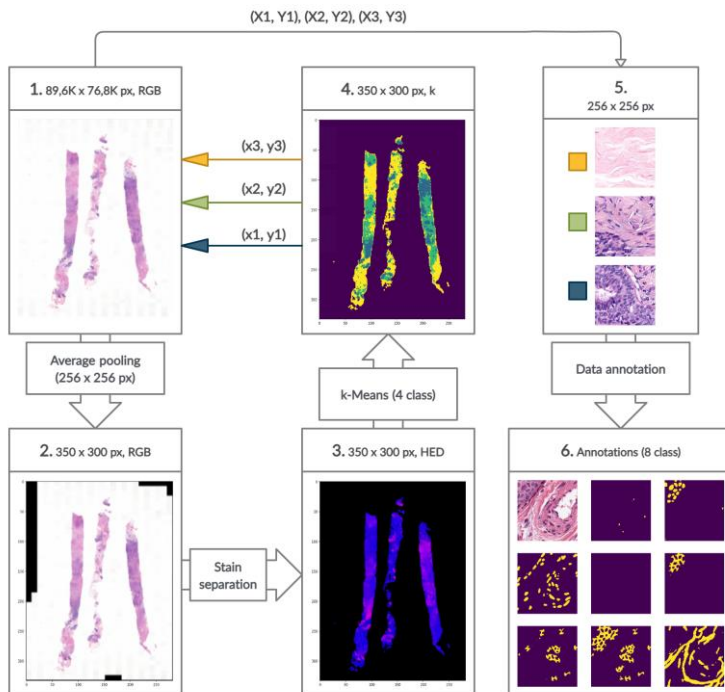 (X1, Y1), (X2, Y2), (X3, Y3)
1. 89,6K x 76,8K px, RGB
4. 350 x 300 px, k
5.
256 x 256 px
(x3, y3)
(x2, y2)
(x1, y1)
Average pooling
(256 x 256 px)
k-Means (4 class)
Data annotation
2. 350 x 300 px, RGB
3. 350 x 300 px, HED
6. Annotations (8 class)
Stain
separation